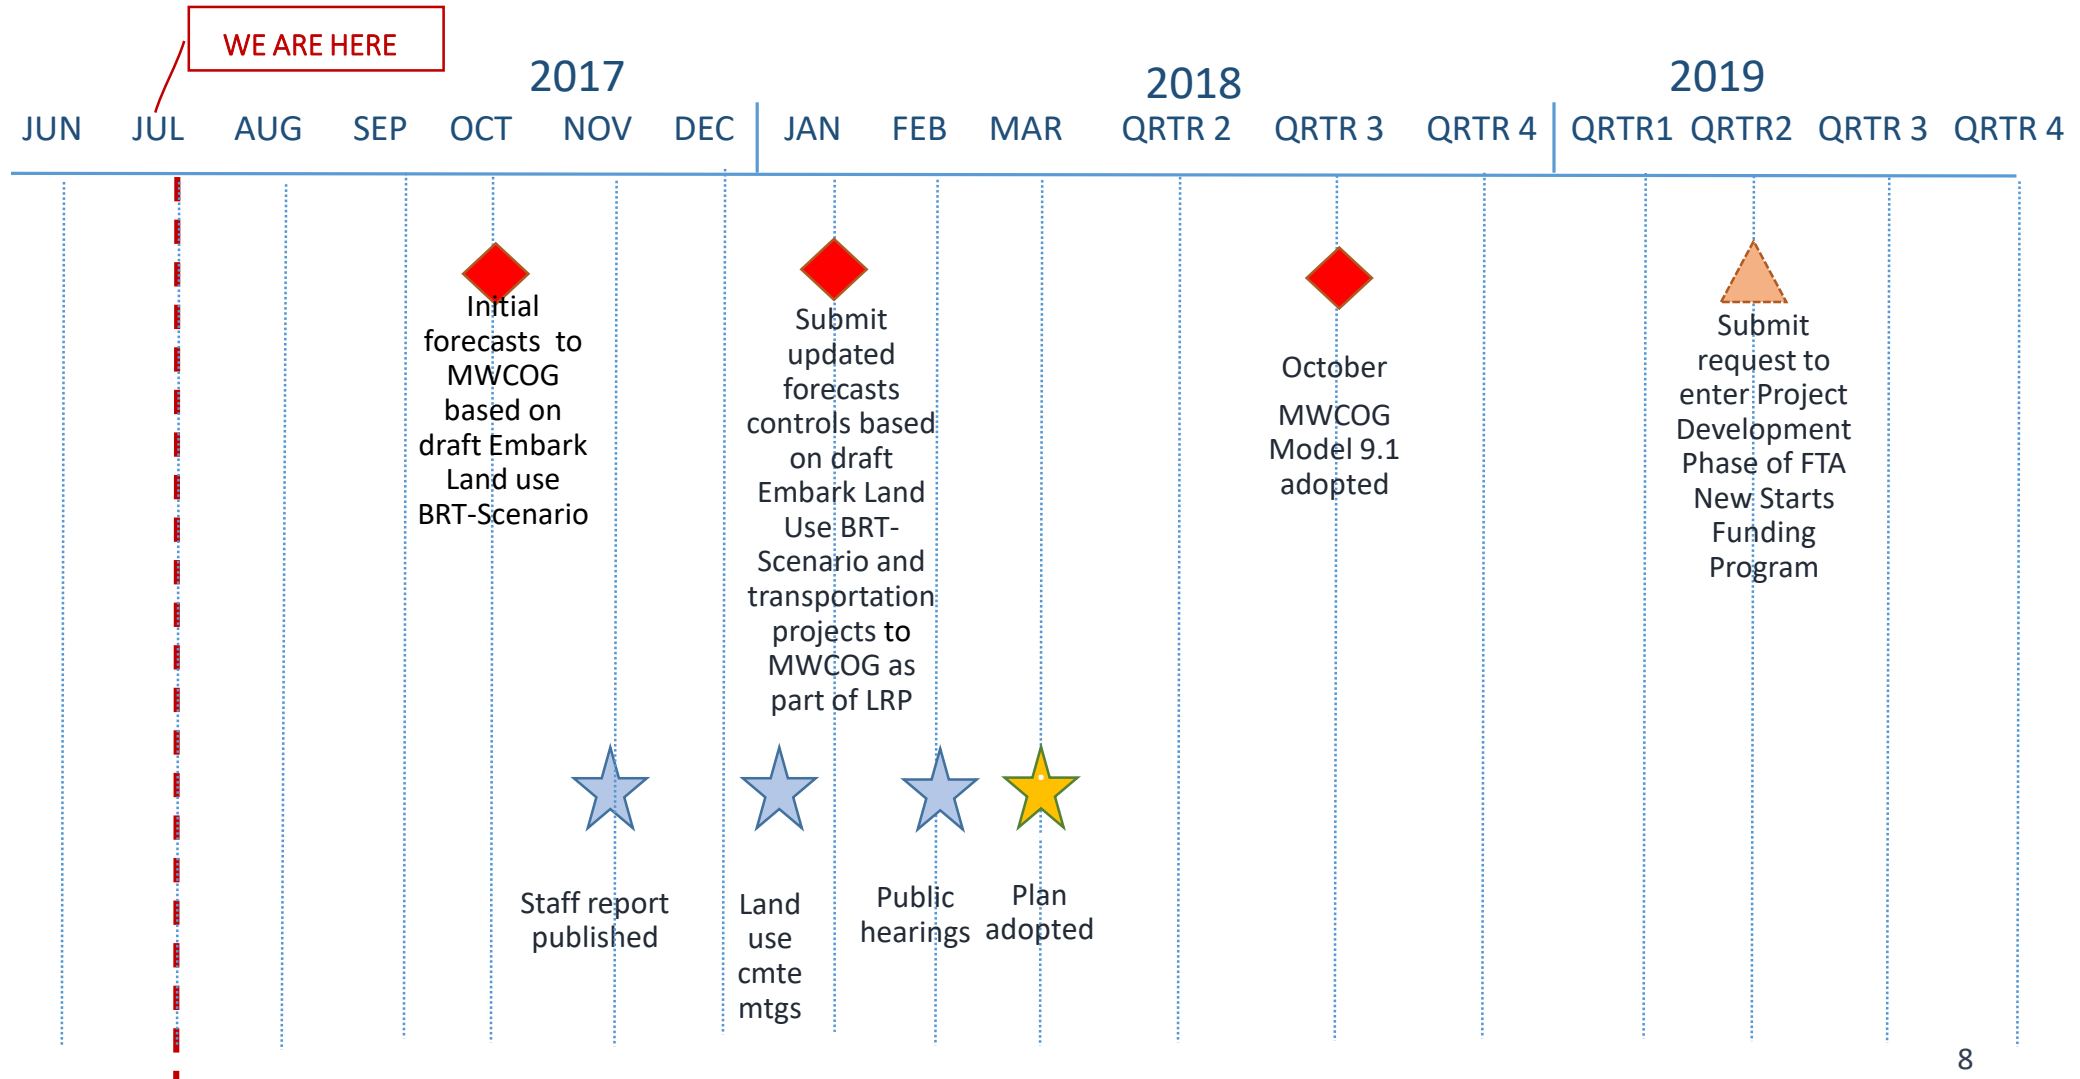 WE ARE HERE
2017
2018
2019
JUN JUL AUG SEP OCT NOV DEC JAN FEB MAR QRTR 2 QRTR 3 QRTR 4 QRTR1 QRTR2 QRTR 3 QRTR 4
Initial
forecasts to
MWCOG
based on
draft Embark
Land use
BRT-Scenario
Submit
updated
forecasts
controls based
on draft
Embark Land
Use BRT-
Scenario and
transportation
projects to
MWCOG as
part of LRP
October
MWCOG
Model 9.1
adopted
Submit
request to
enter Project
Development
Phase of FTA
New Starts
Funding
Program
Staff report
published
Land
use
cmte
mtgs
Public
hearings
Plan
adopted
8